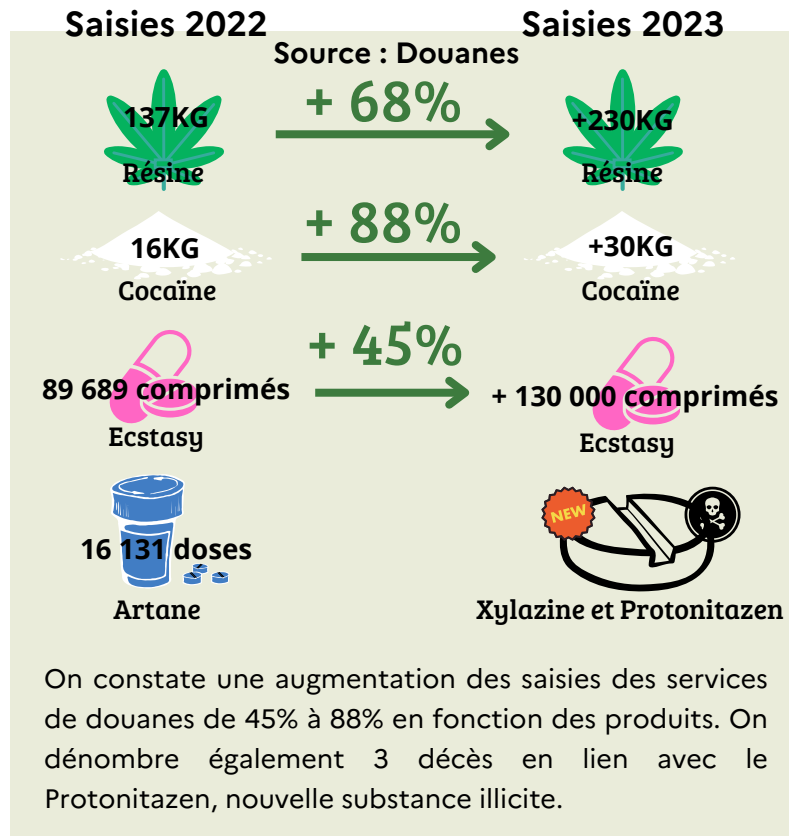 Saisies 2022
Saisies 2023
Source : Douanes
137KG
Résine
+ 68%
+230KG
Résine
16KG
Cocaïne
+ 88%
+30KG
Cocaïne
89 689 comprimés
Ecstasy
+ 45%
+ 130 000 comprimés
Ecstasy
16 131 doses
Artane
NEW
Xylazine et Protonitazen
On constate une augmentation des saisies des services
de douanes de 45% à 88% en fonction des produits. On
dénombre également 3 décès en lien avec le
Protonitazen, nouvelle substance illicite.